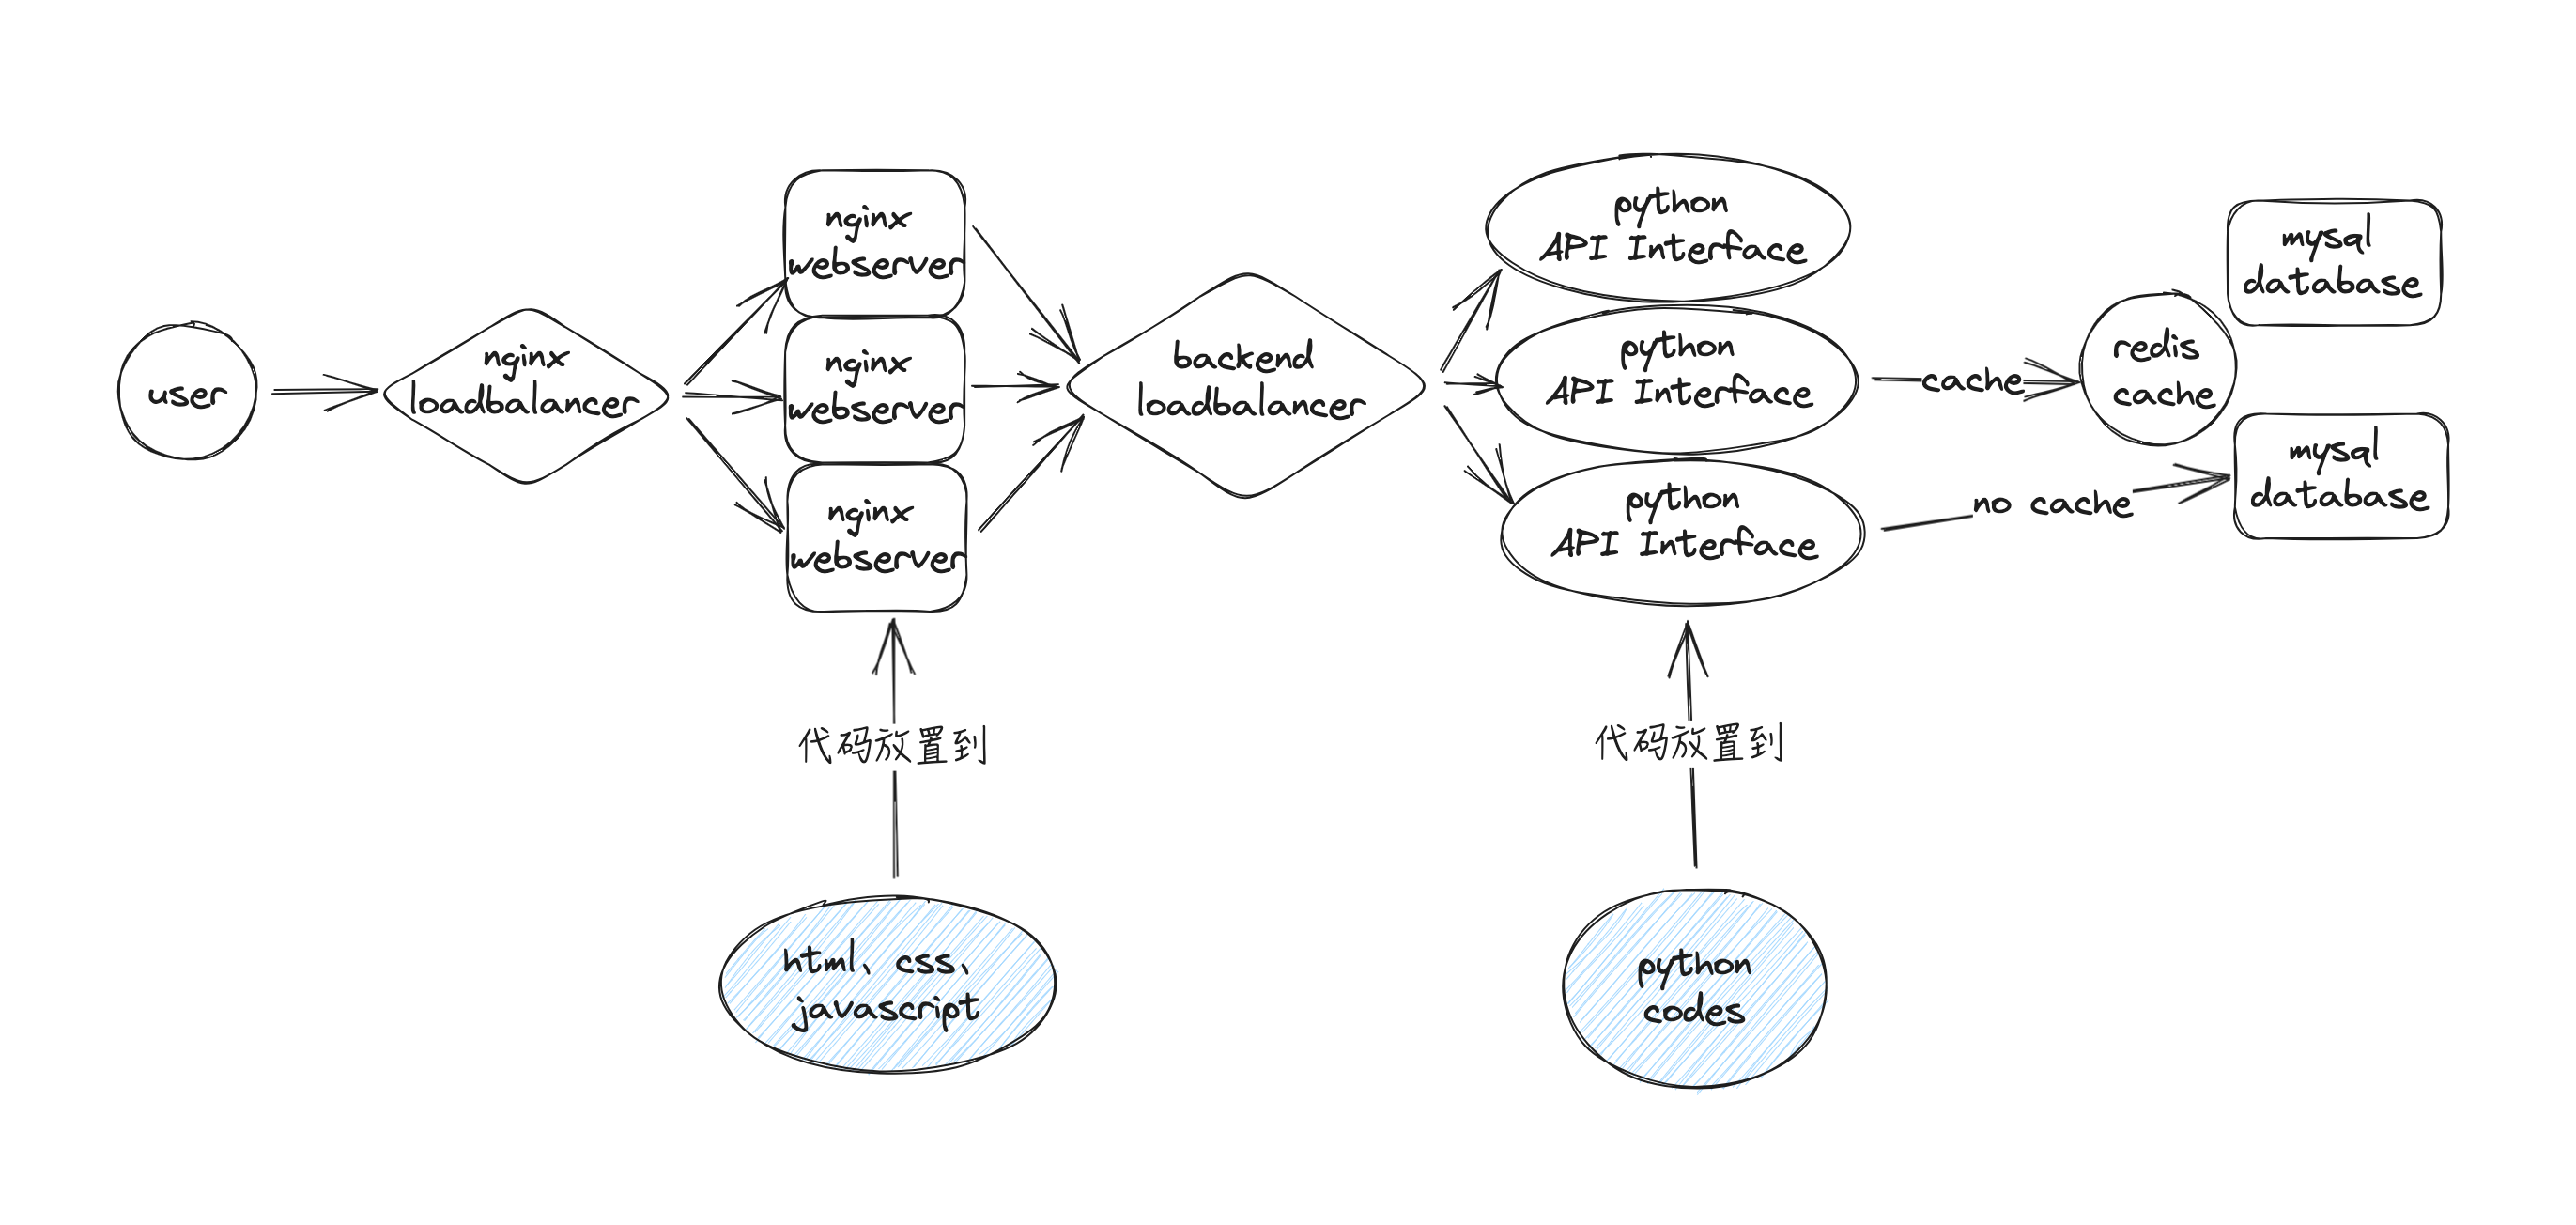 user
nginx
loadbalancer
nginx
webserver
nginx
webserver
nginx
webserver
backend
loadbalancer
python
API Interface
python
API Interface
python
API Interface
cache
no cache
redis
cache
mysql
database
mysql
database
代码放置到
代码放置到
html、css、
javascript
python
codes